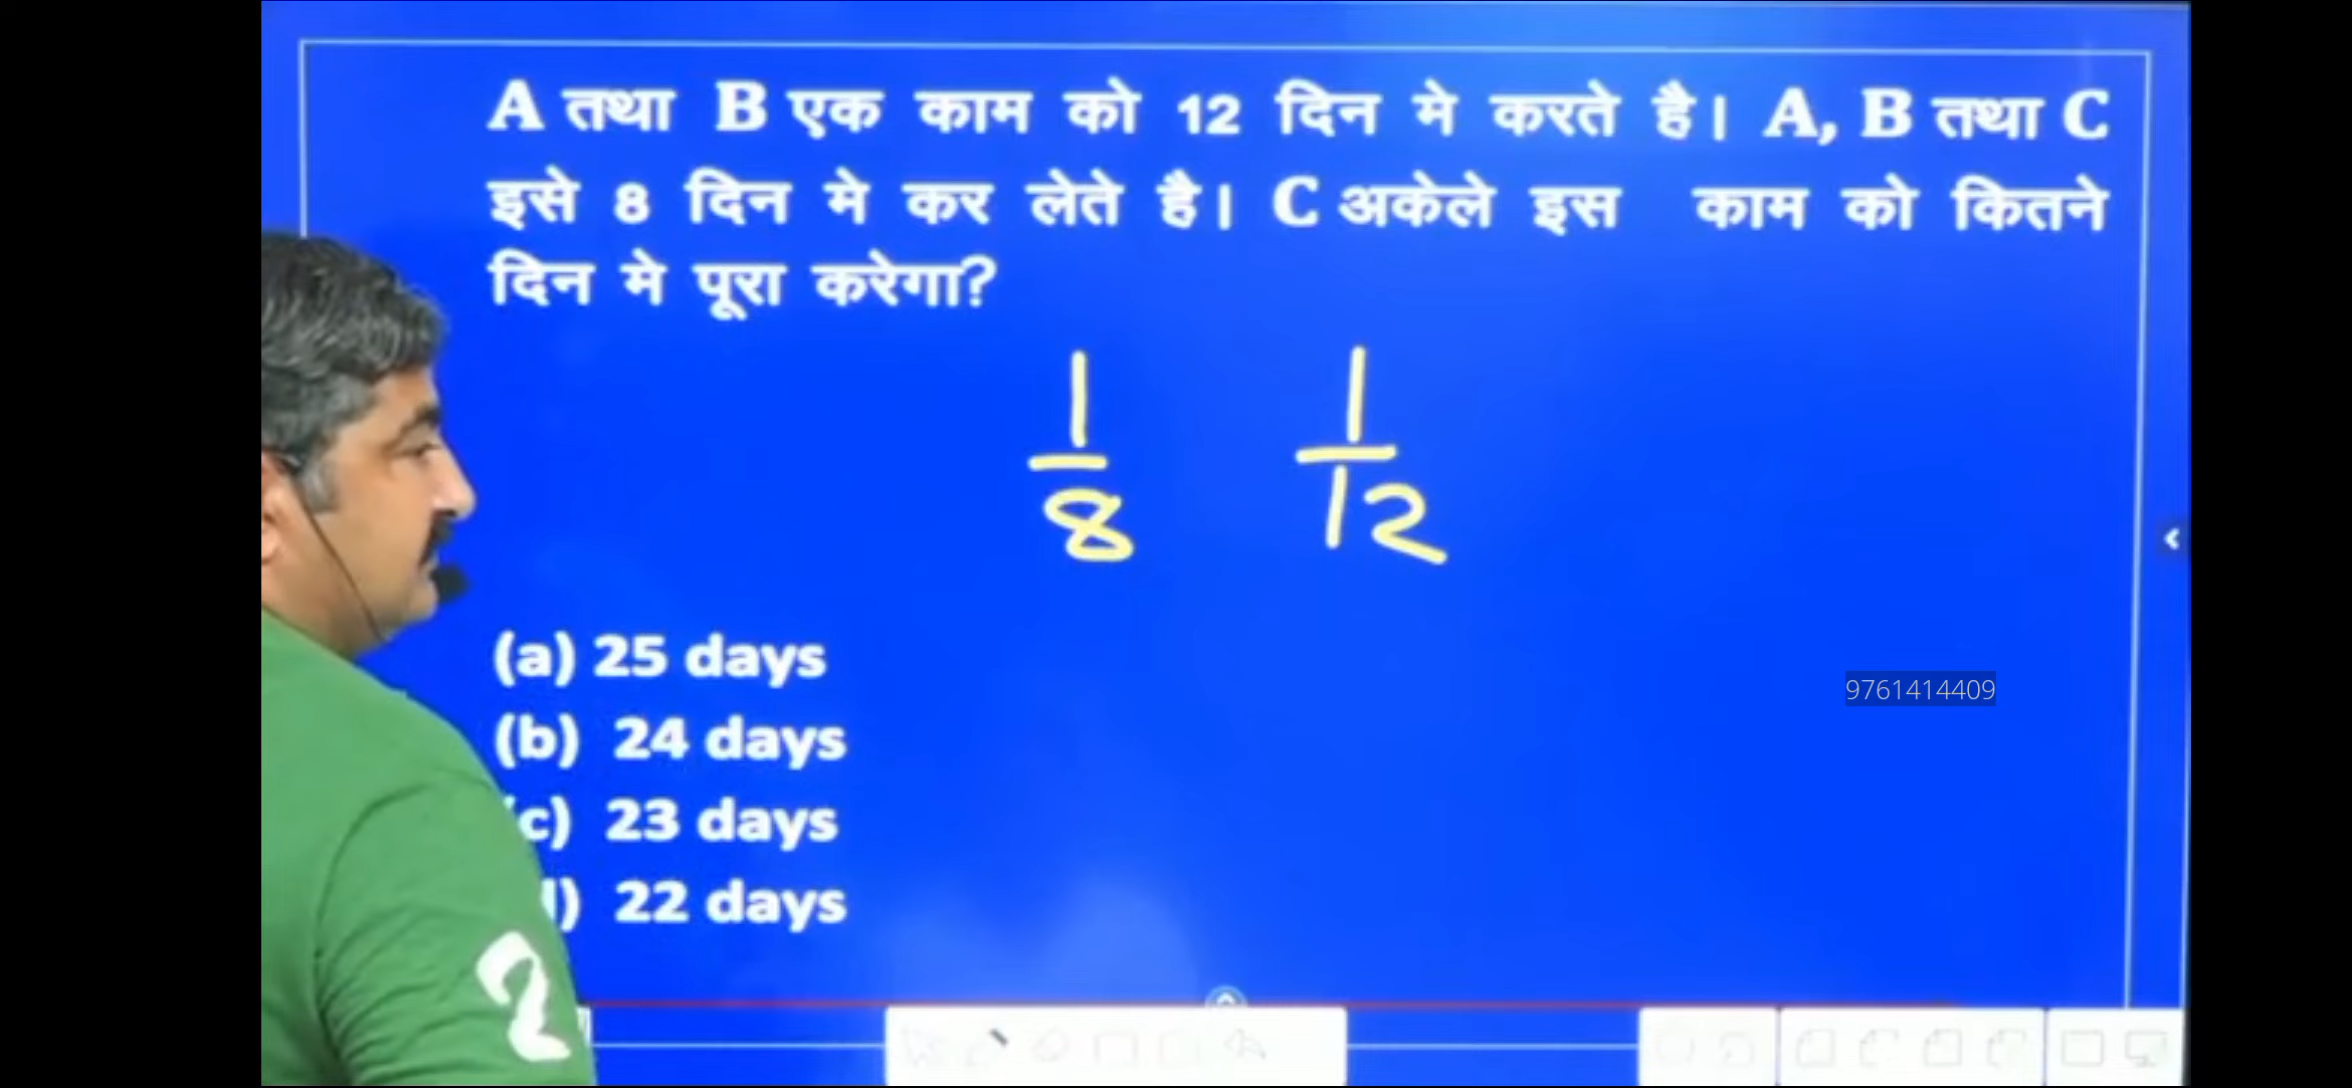 A तथा B एक काम को 12 दिन मे करते है। A, B तथा C
इसे 8 दिन मे कर लेते है। C अकेले इस काम को कितने
दिन मे पूरा करेगा?
1 1
8 12
(a) 25 days
(b) 24 days
c) 23 days
) 22 days
9761414409
2